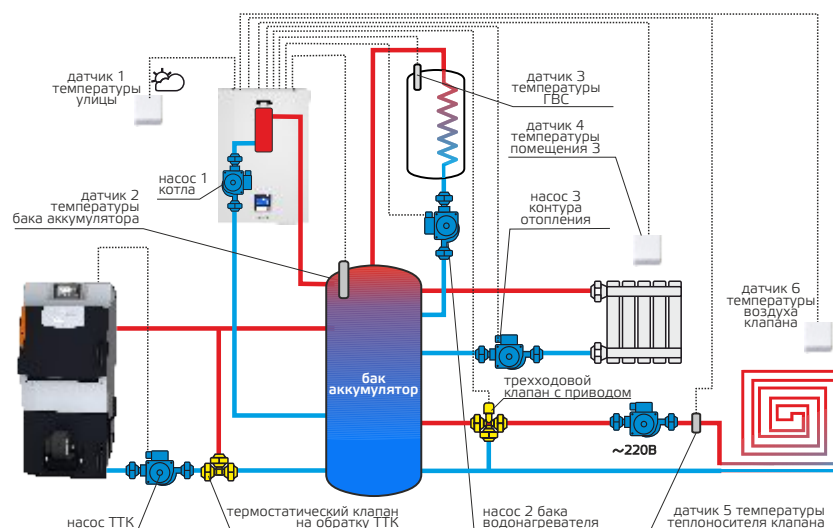 датчик 1
температуры
улицы
датчик 3
температуры
ГВС
датчик 4
температуры
помещения 3
насос 1
котла
датчик 2
температуры
бака аккумулятора
насос 3
контура
отопления
датчик 6
температуры
воздуха
клапана
бак
аккумулятор
трехходовой
клапан с приводом
~220В
насос ТТК
термостатический клапан
на обратку ТТК
насос 2 бака
водонагревателя
датчик 5 температуры
теплоносителя клапана